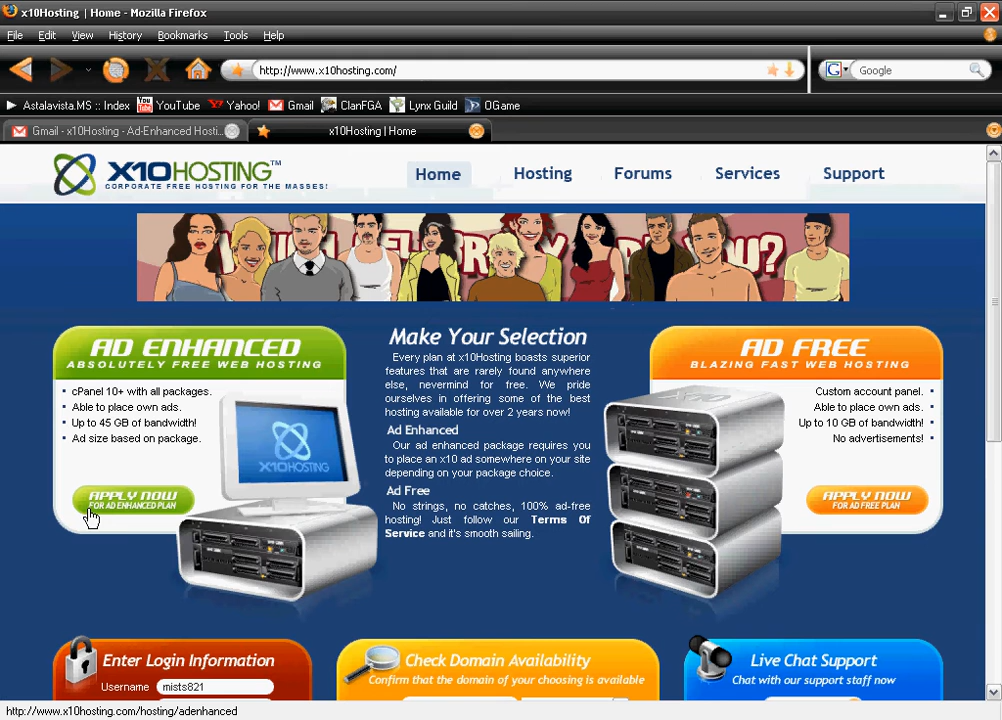 x10Hosting | Home - Mozilla Firefox
File Edit View History Bookmarks Tools Help
http://www.x10hosting.com/
Google
Astalavista.MS :: Index YouTube Yahoo! Gmail ClanFGA Lynx Guild OGame
Gmail - x10Hosting - Ad-Enhanced Hosti...
x10Hosting | Home
X10HOSTING™
CORPORATE FREE HOSTING FOR THE MASSES!
Home Hosting Forums Services Support
AD ENHANCED
ABSOLUTELY FREE WEB HOSTING
cPanel 10+ with all packages.
Able to place own ads.
Up to 45 GB of bandwidth!
Ad size based on package.
APPLY NOW
FOR AD ENHANCED PLAN
X10HOSTING
Make Your Selection
Every plan at x10Hosting boasts superior
features that are rarely found anywhere
else, nevermind for free. We pride
ourselves in offering some of the best
hosting available for over 2 years now!
Ad Enhanced
Our ad enhanced package requires you
to place an x10 ad somewhere on your site
depending on your package choice.
Ad Free
No strings, no catches, 100% ad-free
hosting! Just follow our Terms Of
Service and it's smooth sailing.
AD FREE
BLAZING FAST WEB HOSTING
Custom account panel.
Able to place own ads.
Up to 10 GB of bandwidth!
No advertisements!
X10
APPLY NOW
FOR AD FREE PLAN
Enter Login Information
Username mists821
Check Domain Availability
Confirm that the domain of your choosing is available
Live Chat Support
Chat with our support staff now
http://www.x10hosting.com/hosting/adenhanced